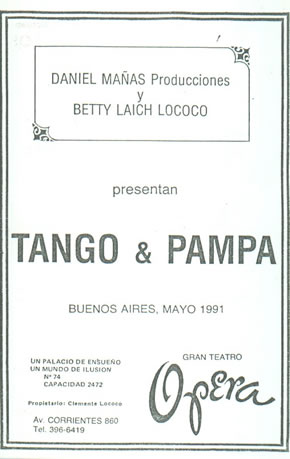 DANIEL MAÑAS Producciones
y
BETTY LAICH LOCOCO
presentan
TANGO & PAMPA
BUENOS AIRES, MAYO 1991
UN PALACIO DE ENSUEÑO
UN MUNDO DE ILUSION
Nº 74
CAPACIDAD 2472
Propietario: Clemente Lococo
Av. CORRIENTES 860
Tel. 396-6419
GRAN TEATRO
Opera